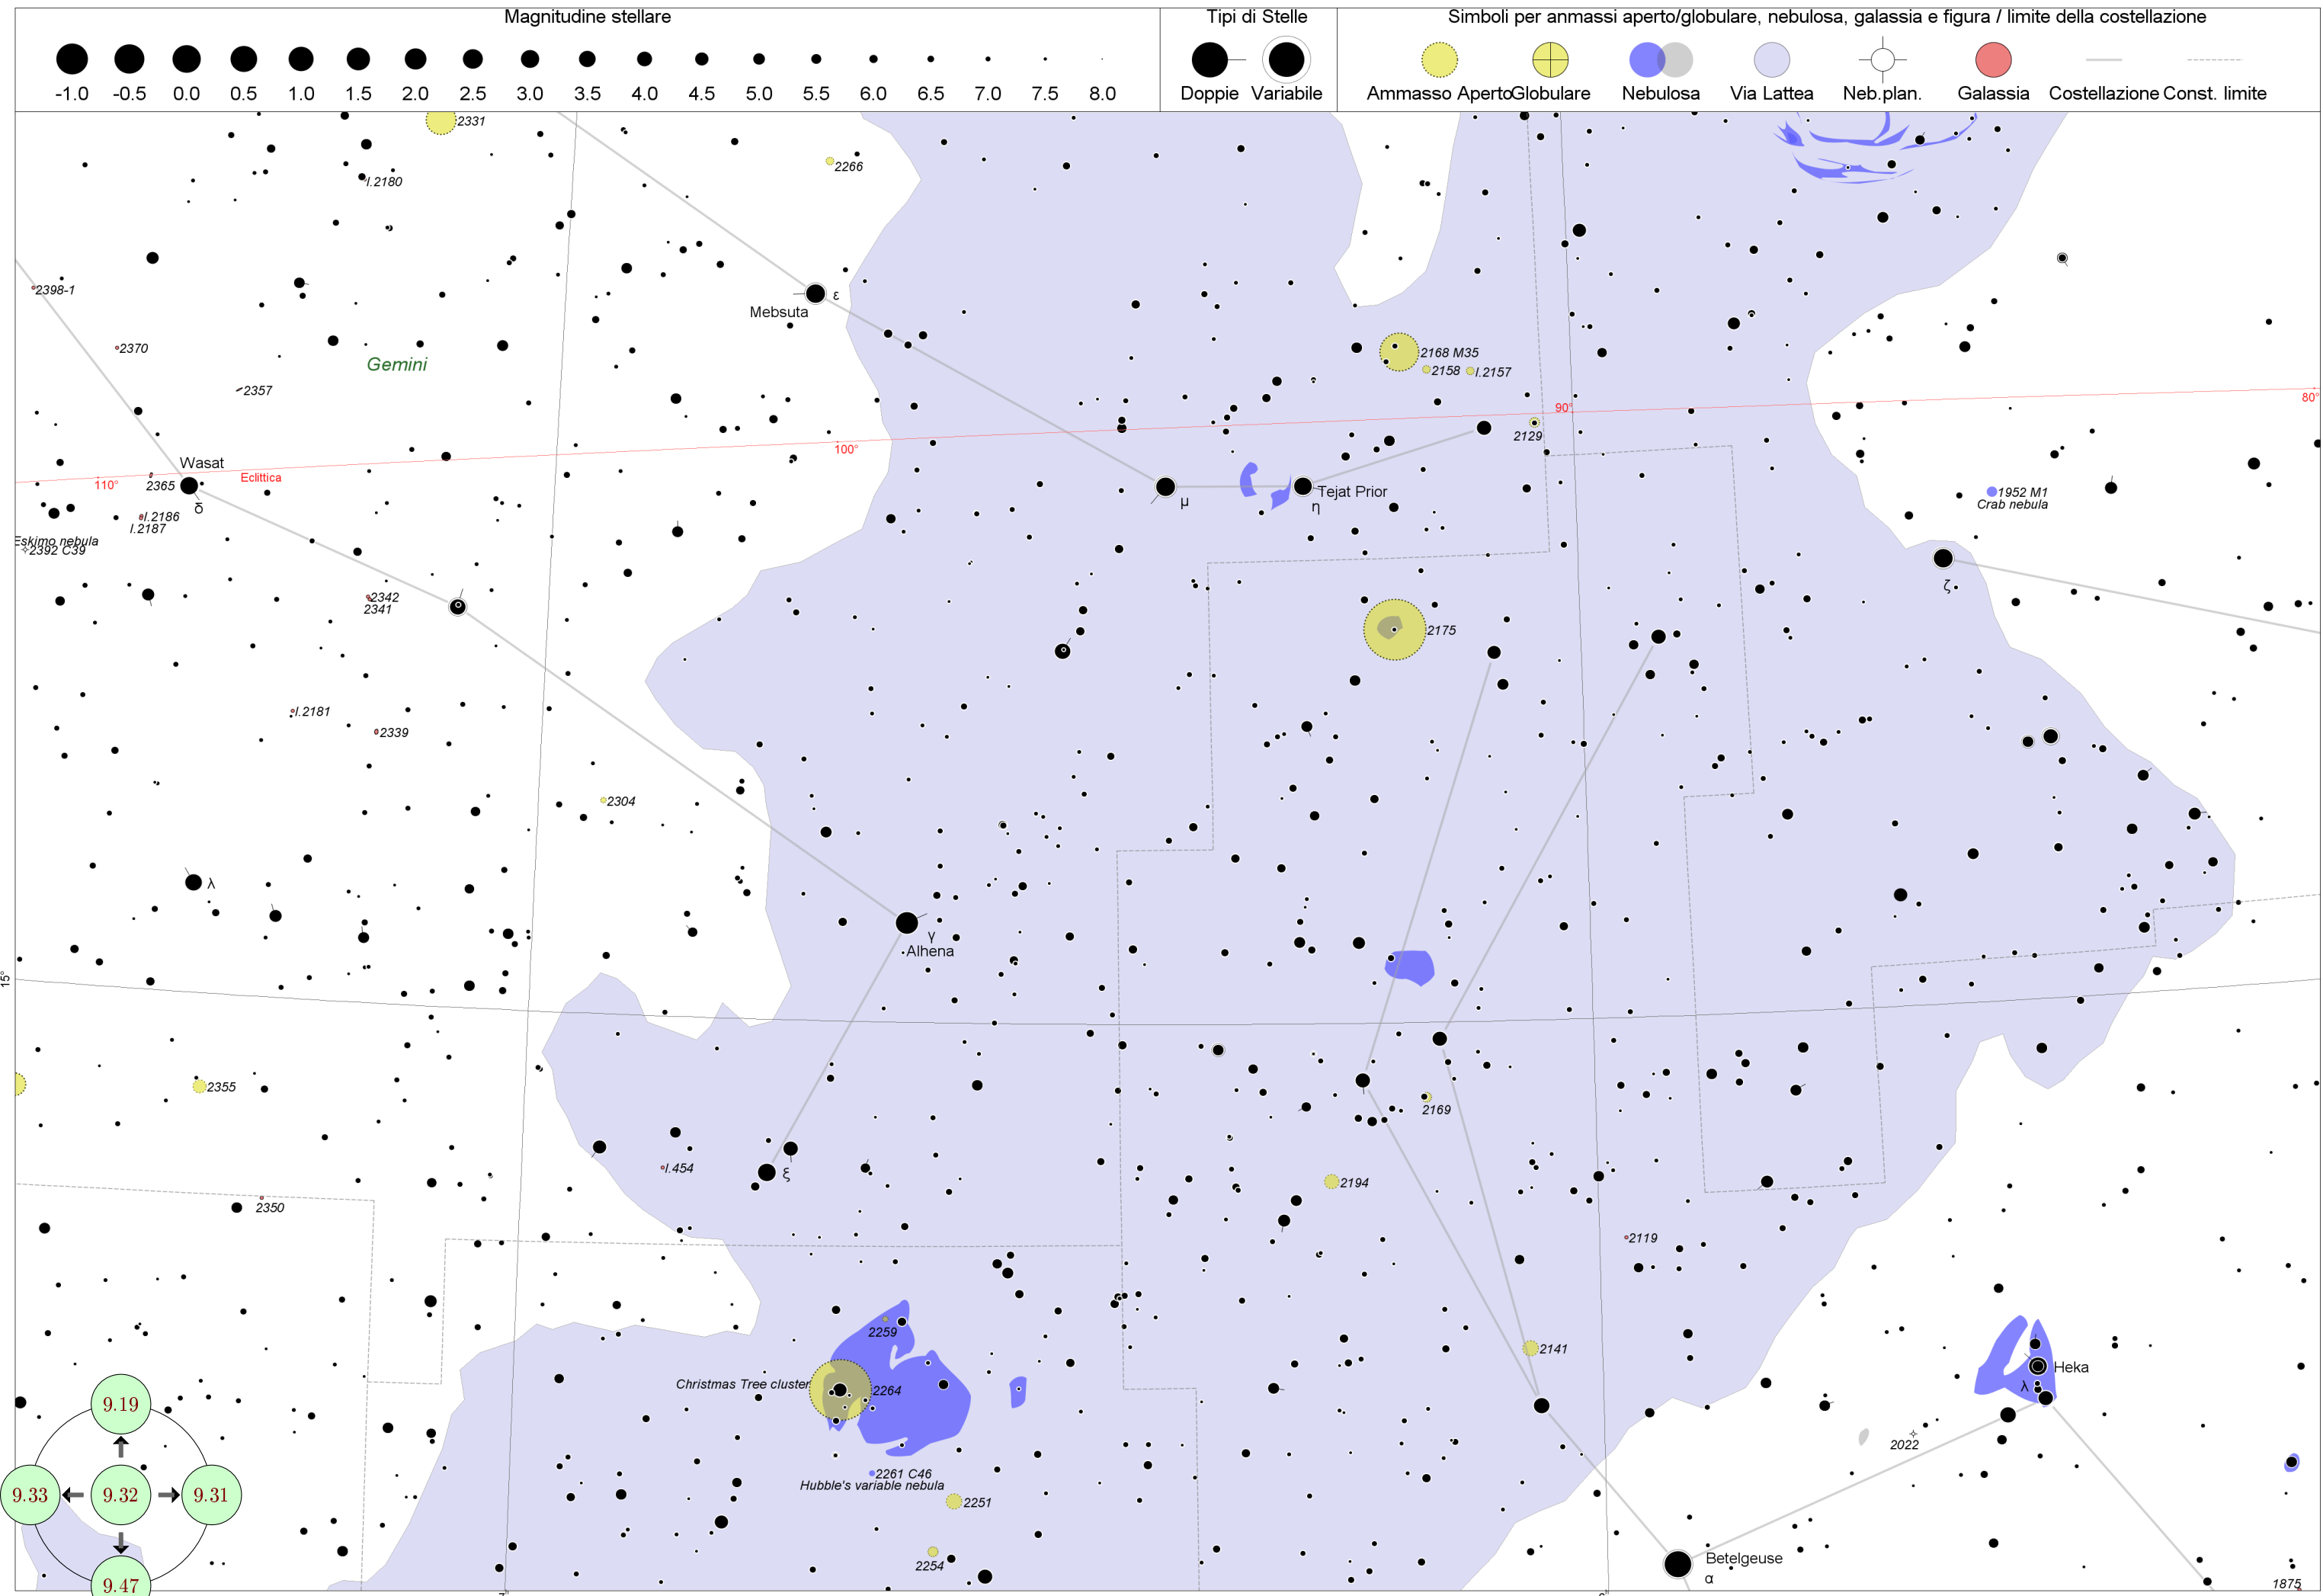 Magnitudine stellare
-1.0 -0.5 0.0 0.5 1.0 1.5 2.0 2.5 3.0 3.5 4.0 4.5 5.0 5.5 6.0 6.5 7.0 7.5 8.0
Tipi di Stelle
Doppie Variabile
Simboli per anmassi aperto/globulare, nebulosa, galassia e figura / limite della costellazione
Ammasso Aperto Globulare Nebulosa Via Lattea Neb.plan. Galassia Costellazione Const. limite
2331
2266
I.2180
2398-1
ε
Mebsuta
2370
Gemini
2168 M35
2158
I.2157
2357
80°
90°
2129
100°
Wasat
Eclittica
110°
2365
δ
I.2186
I.2187
μ
Tejat Prior
η
1952 M1
Crab nebula
Eskimo nebula
2392 C39
ζ
2342
2341
2175
I.2181
2339
2304
λ
γ
Alhena
15°
2355
2169
I.454
ξ
2194
2350
2119
2259
2141
Heka
λ
Christmas Tree cluster
2264
9.19
2022
2261 C46
Hubble's variable nebula
9.33 9.32 9.31
2251
2254
Betelgeuse
α
9.47
1875